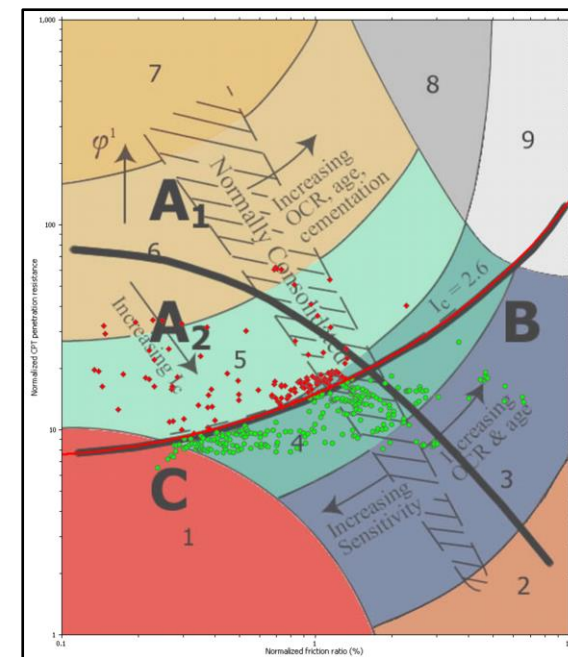 1,000
7
8
9
φ¹
A₁
Normally Consolidated
Increasing
OCR, age,
cementation
100
6
Increasing I꜀
A₂
I꜀ = 2.6
B
5
Normalized CPT penetration resistance
10
4
C
Increasing
OCR & age
3
Increasing
Sensitivity
1
2
1
0.1
1
Normalized friction ratio (%)